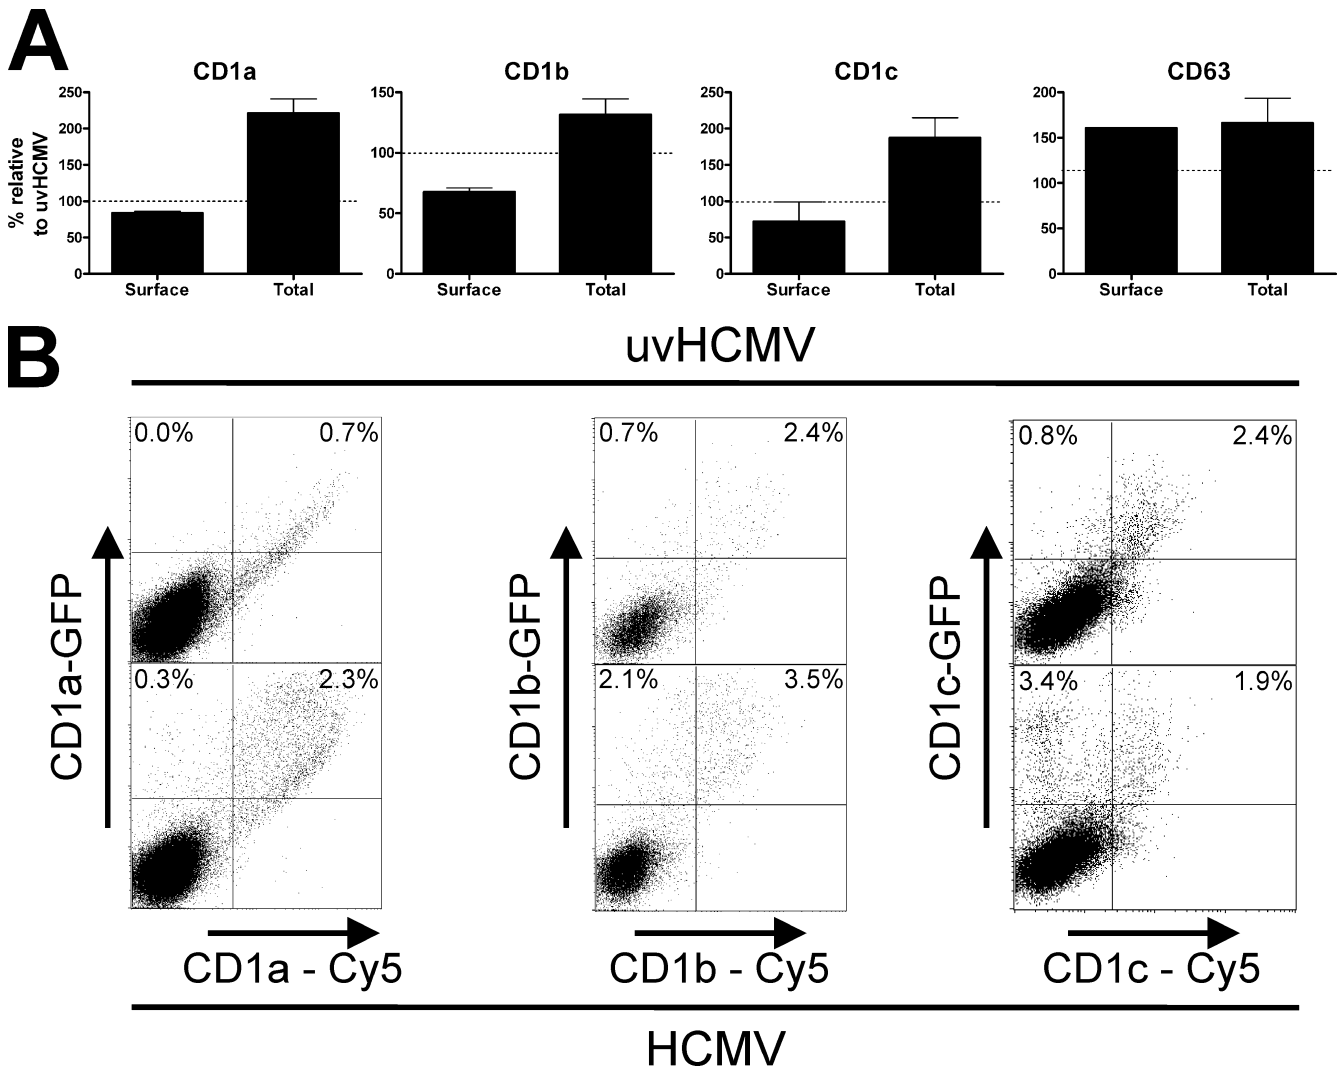 A
CD1a
CD1b
CD1c
CD63
% relative
to uvHCMV
250
200
150
100
50
0
Surface
Total
150
100
50
0
Surface
Total
250
200
150
100
50
0
Surface
Total
200
150
100
50
0
Surface
Total
B
uvHCMV
0.0%
0.7%
0.7%
2.4%
0.8%
2.4%
CD1a-GFP
CD1b-GFP
CD1c-GFP
0.3%
2.3%
2.1%
3.5%
3.4%
1.9%
CD1a - Cy5
CD1b - Cy5
CD1c - Cy5
HCMV